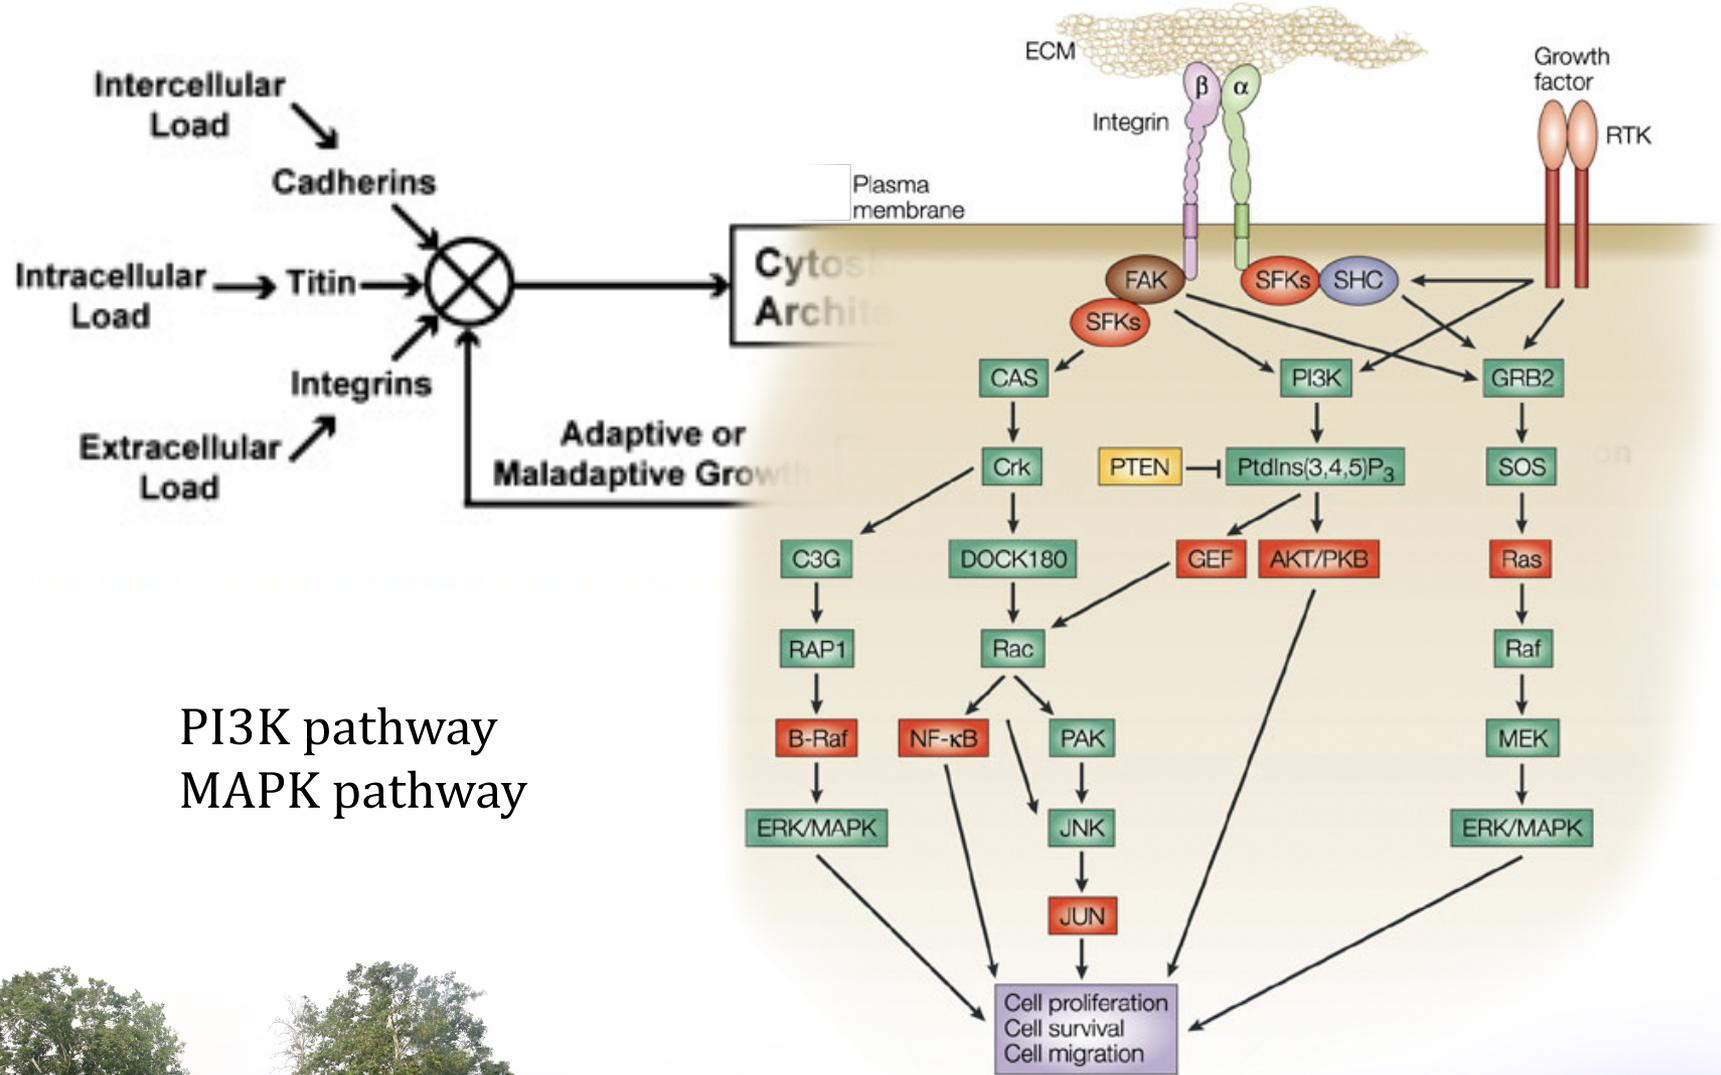 Intercellular
Load
Cadherins
Intracellular
Load
Titin
Integrins
Extracellular
Load
Adaptive or
Maladaptive Growth
PI3K pathway
MAPK pathway
ECM
β
α
Integrin
Growth
factor
RTK
Plasma
membrane
FAK
SFKs
SFKs
SHC
CAS
PI3K
GRB2
Crk
PTEN
PtdIns(3,4,5)P3
SOS
C3G
DOCK180
GEF
AKT/PKB
Ras
RAP1
Rac
Raf
B-Raf
NF-κB
PAK
MEK
ERK/MAPK
JNK
ERK/MAPK
JUN
Cell proliferation
Cell survival
Cell migration